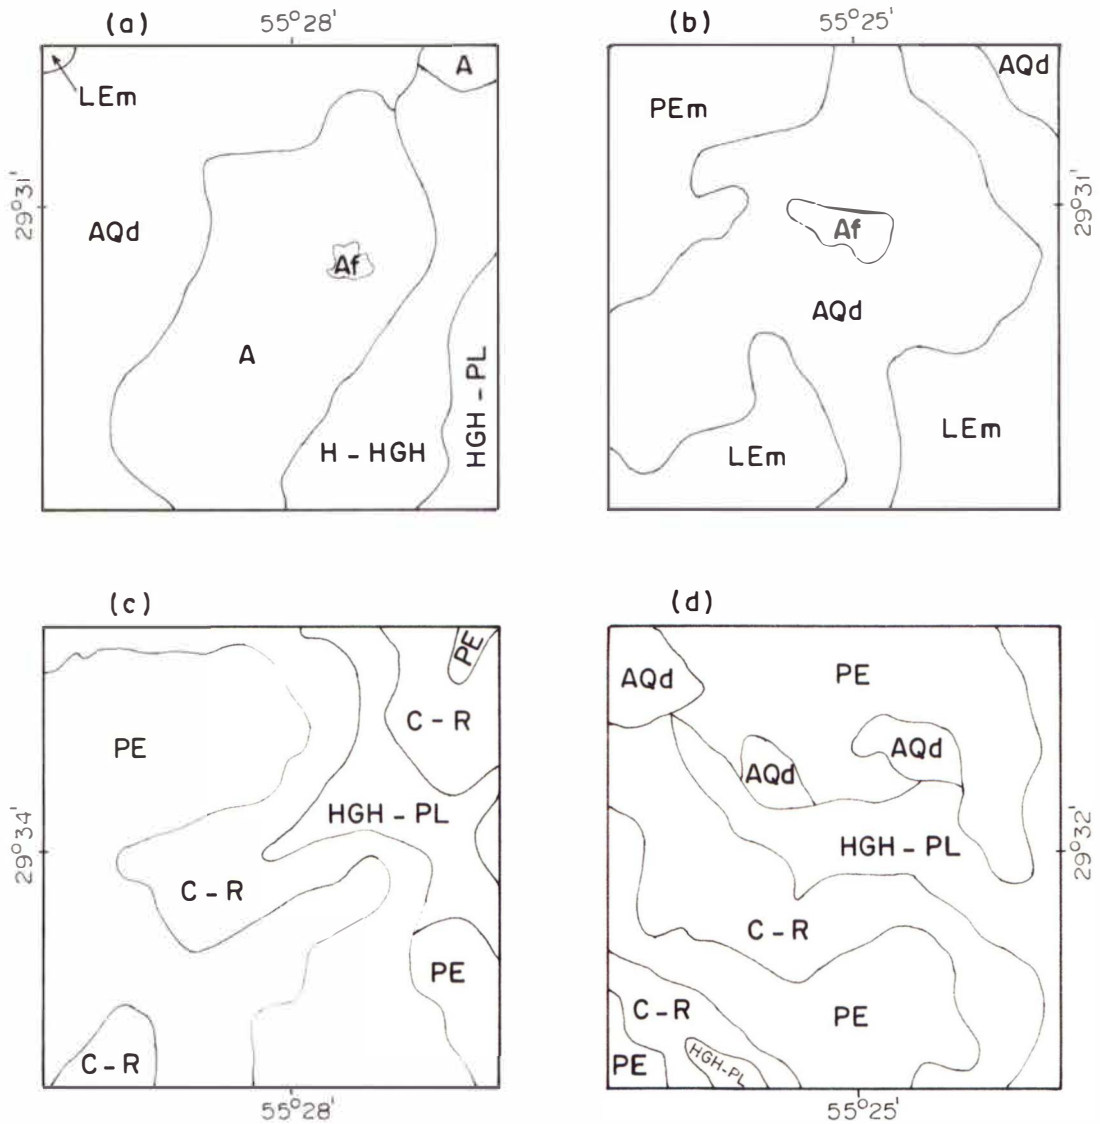 (a)
55°28'
29°31'
LEm
A
AQd
Af
A
H - HGH
HGH - PL
(b)
55°25'
29°31'
AQd
PEm
Af
AQd
LEm
LEm
(c)
29°34'
55°28'
PE
C - R
PE
HGH - PL
C - R
PE
C - R
(d)
29°32'
55°25'
AQd
PE
AQd
AQd
HGH - PL
C - R
C - R
PE
PE
HGH-PL